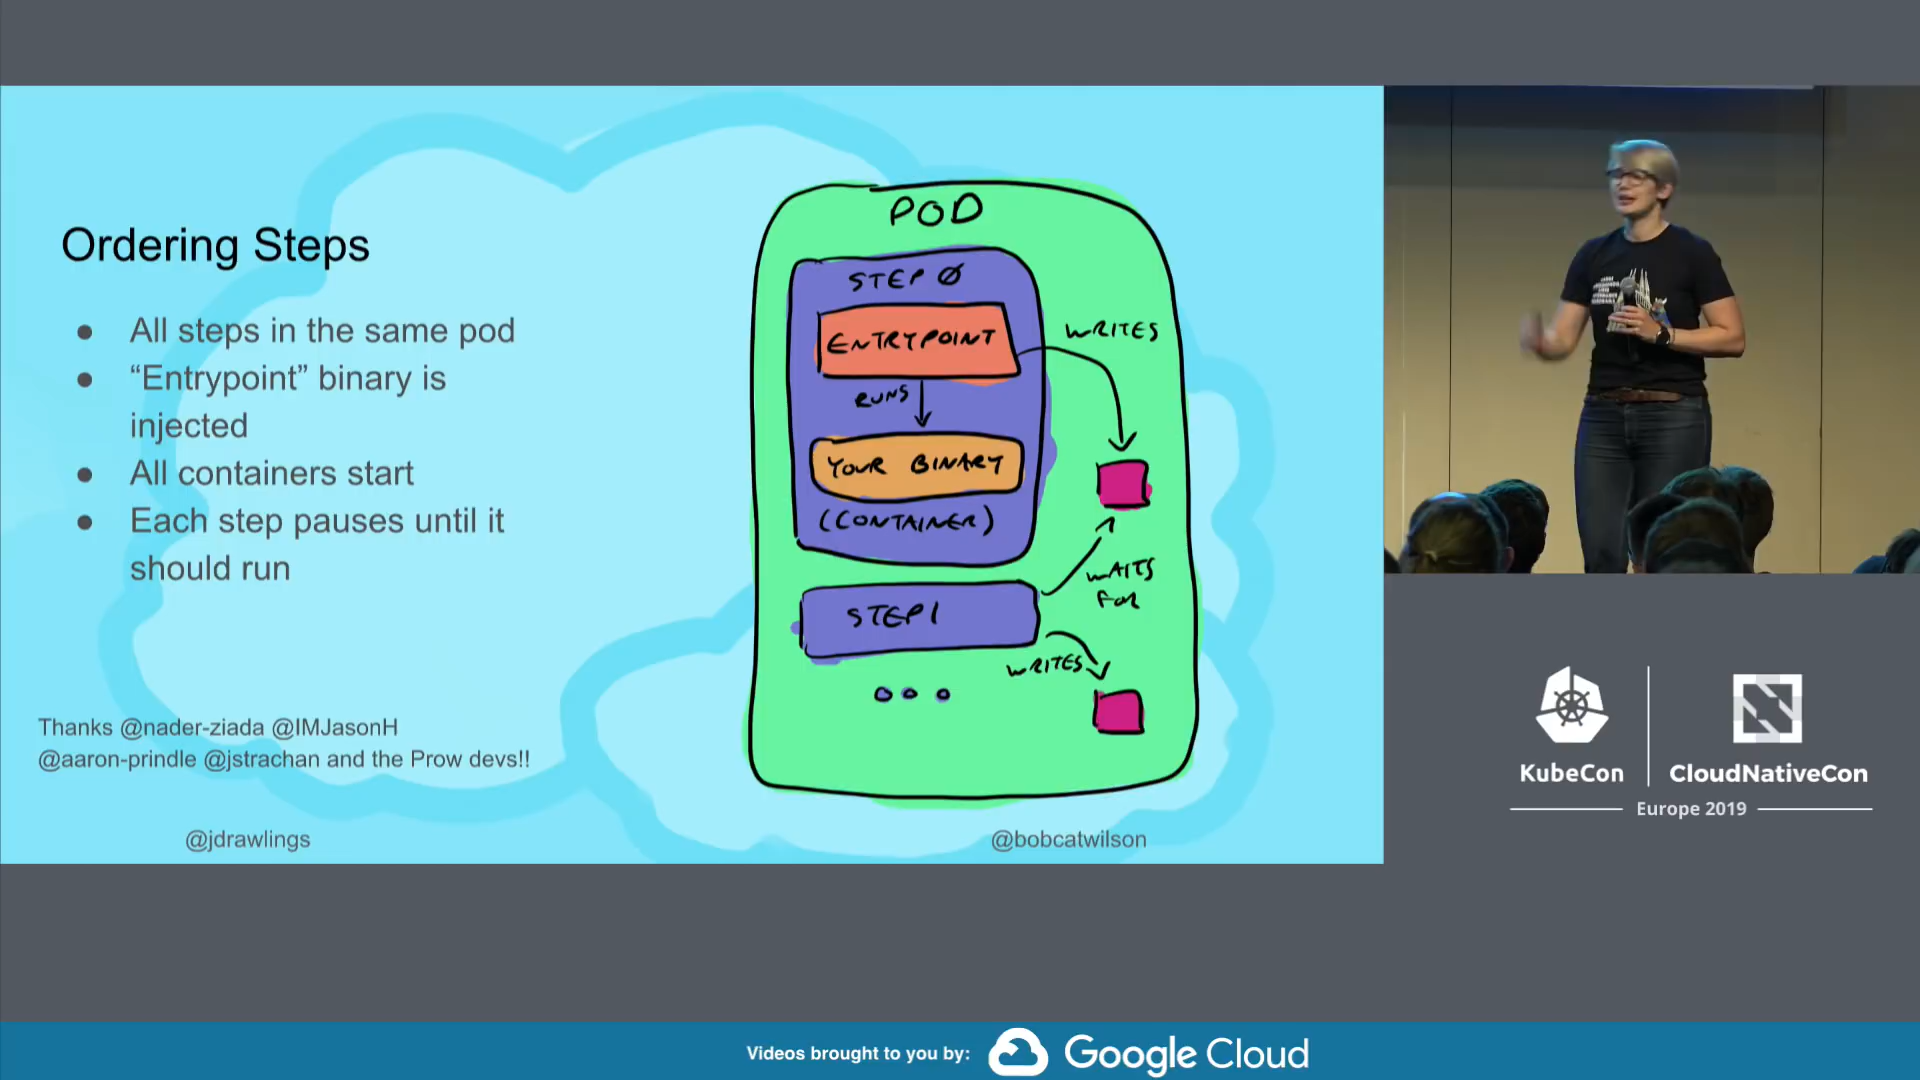 Ordering Steps
● All steps in the same pod
● “Entrypoint” binary is
injected
● All containers start
● Each step pauses until it
should run
Thanks @nader-ziada @IMJasonH
@aaron-prindle @jstrachan and the Prow devs!!
@jdrawlings
@bobcatwilson
POD
STEP 0
ENTRYPOINT
RUNS
YOUR BINARY
(CONTAINER)
WRITES
WAITS
FOR
STEP 1
WRITES
KubeCon
CloudNativeCon
Europe 2019
Videos brought to you by:
Google Cloud